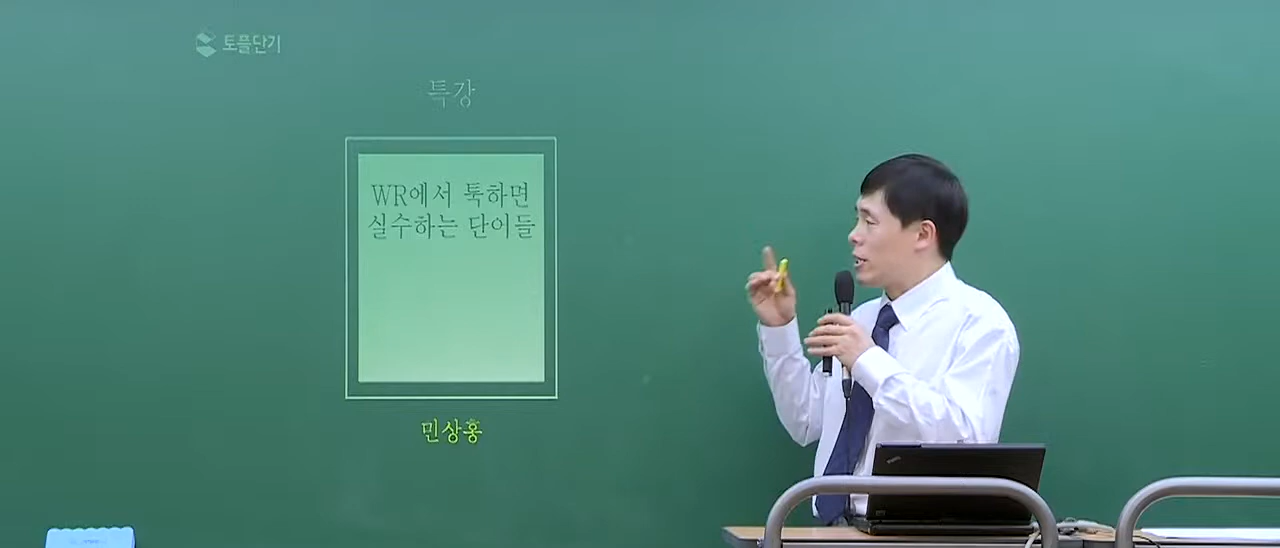 토플단기
특강
WR에서 툭하면
실수하는 단어들
민상홍